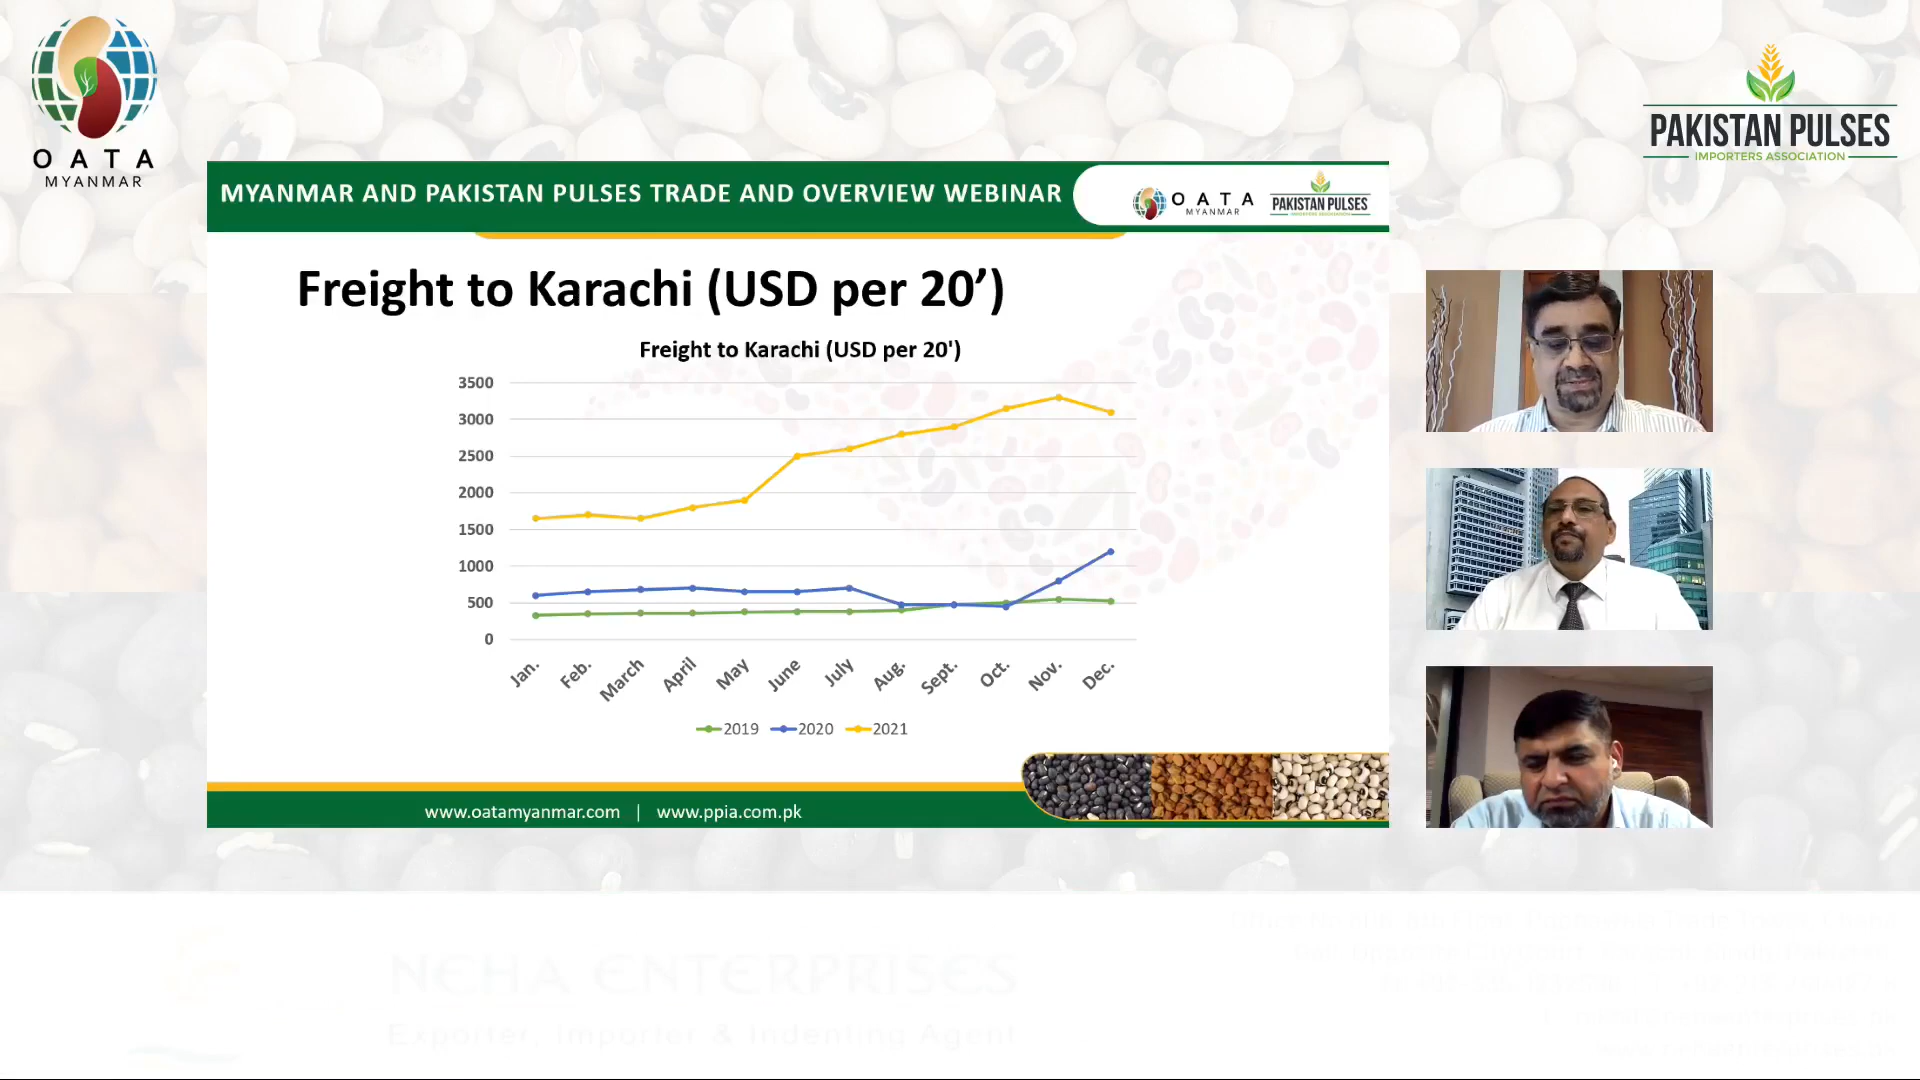 OATA
MYANMAR
PAKISTAN PULSES
IMPORTERS ASSOCIATION
MYANMAR AND PAKISTAN PULSES TRADE AND OVERVIEW WEBINAR
OATA
MYANMAR
PAKISTAN PULSES
IMPORTERS ASSOCIATION
Freight to Karachi (USD per 20’)
Freight to Karachi (USD per 20')
3500
3000
2500
2000
1500
1000
500
0
Jan. Feb. March April May June July Aug. Sept. Oct. Nov. Dec.
2019 2020 2021
www.oatamyanmar.com | www.ppia.com.pk
NEHA ENTERPRISES
Exporter, Importer & Indenting Agent